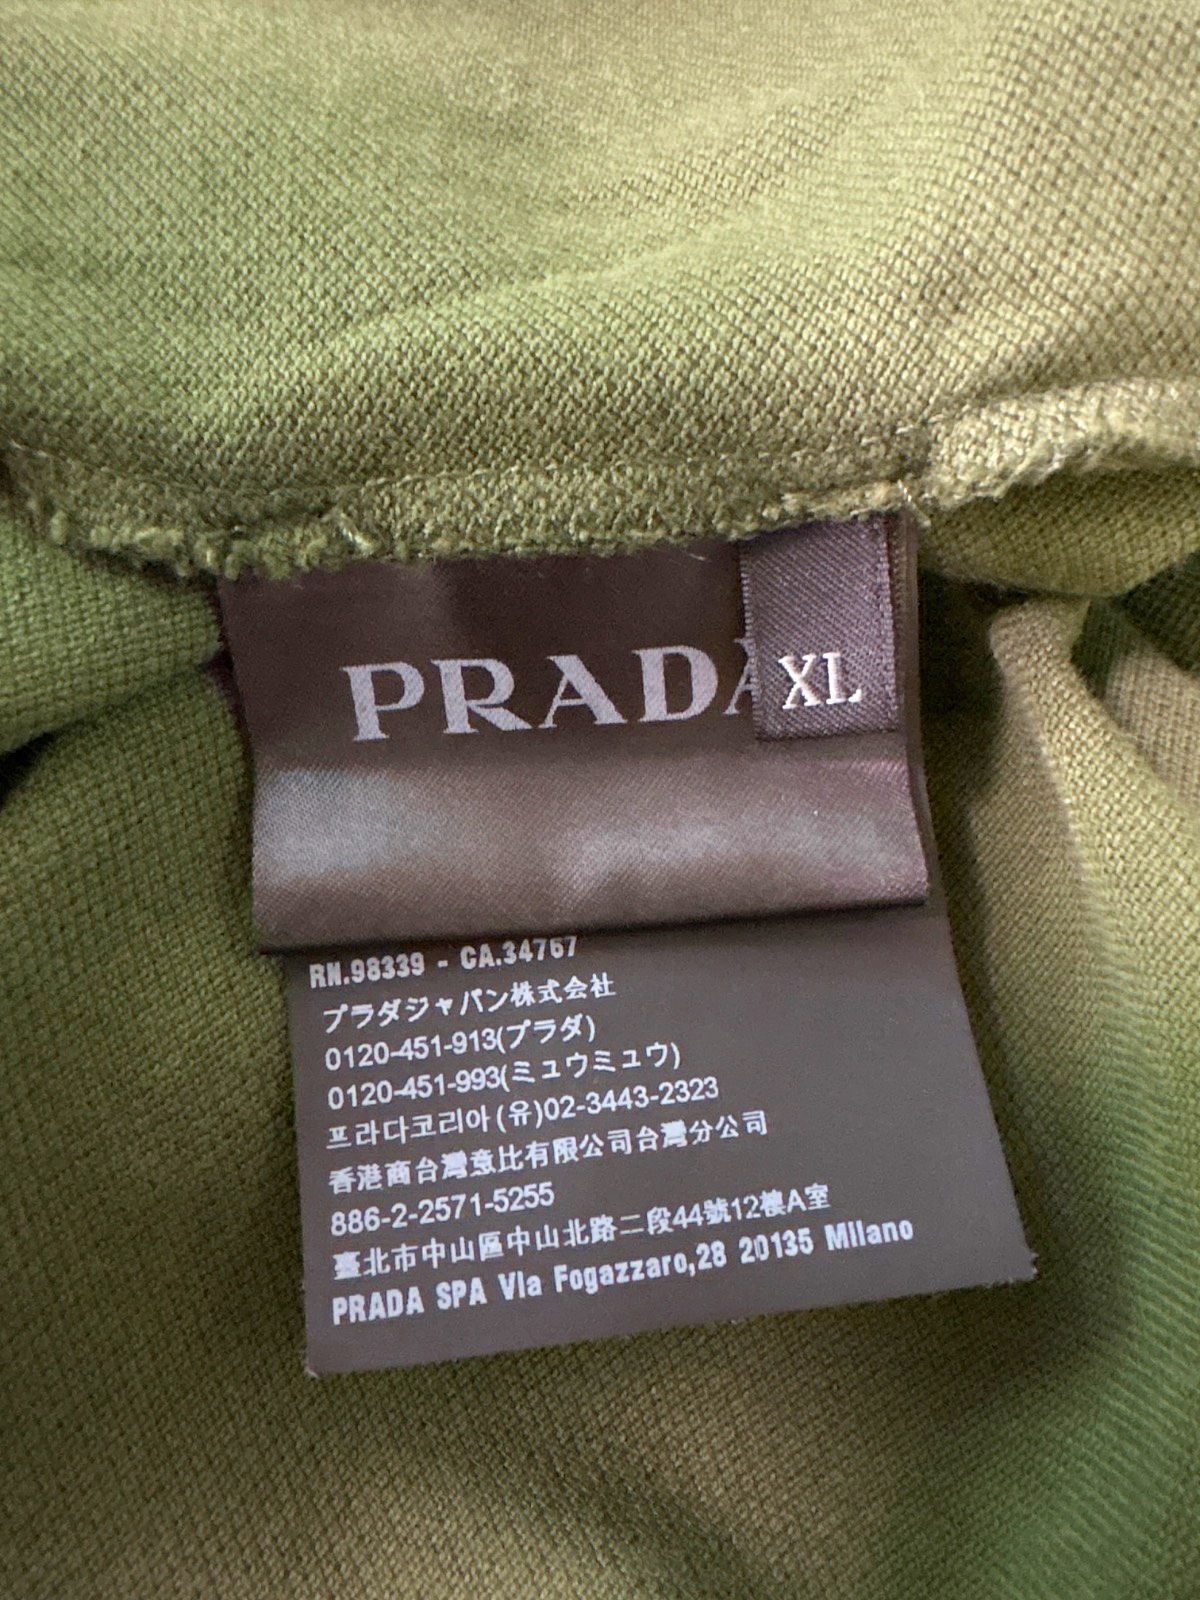 PRADA
XL
RN.98339 - CA.34767
プラダジャパン株式会社
0120-451-913(プラダ)
0120-451-993(ミュウミュウ)
프라다코리아(유)02-3443-2323
香港商台灣意比有限公司台灣分公司
886-2-2571-5255
臺北市中山區中山北路二段44號12樓A室
PRADA SPA Via Fogazzaro,28 20135 Milano